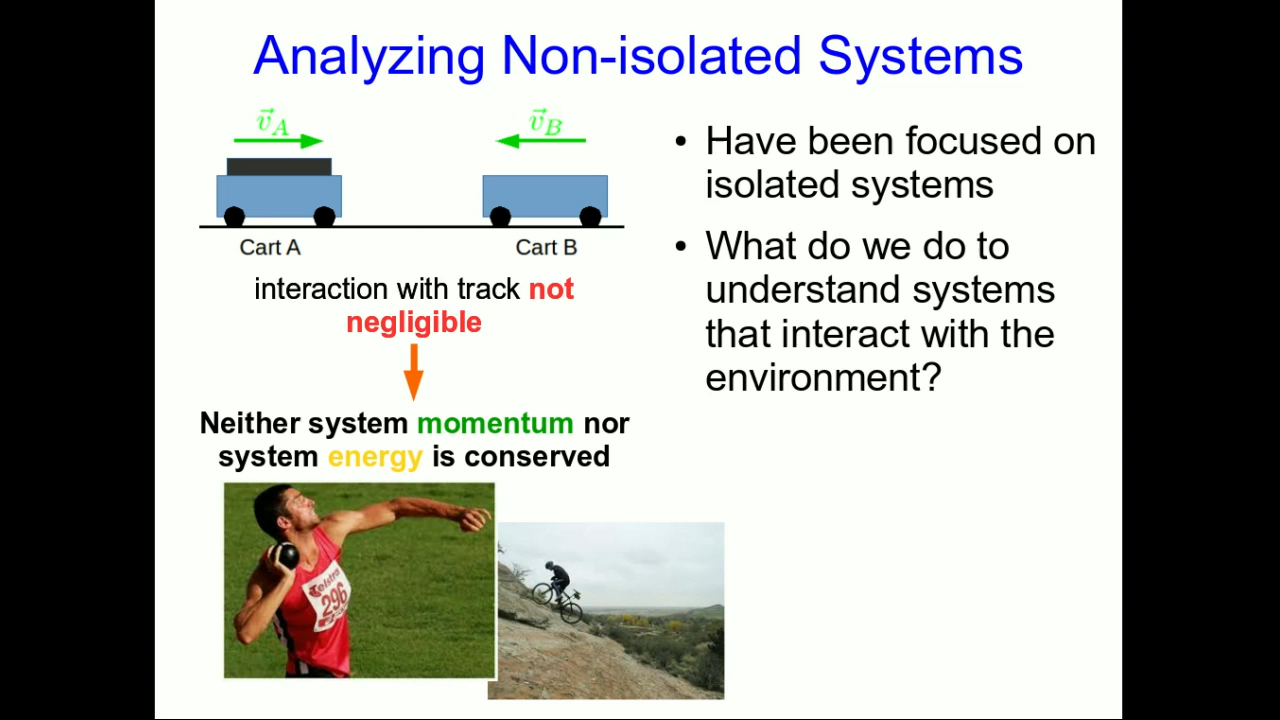 Analyzing Non-isolated Systems
v⃗A
v⃗B
Cart A
Cart B
interaction with track not
negligible
Neither system momentum nor
system energy is conserved
• Have been focused on
isolated systems
• What do we do to
understand systems
that interact with the
environment?
Telstra
296